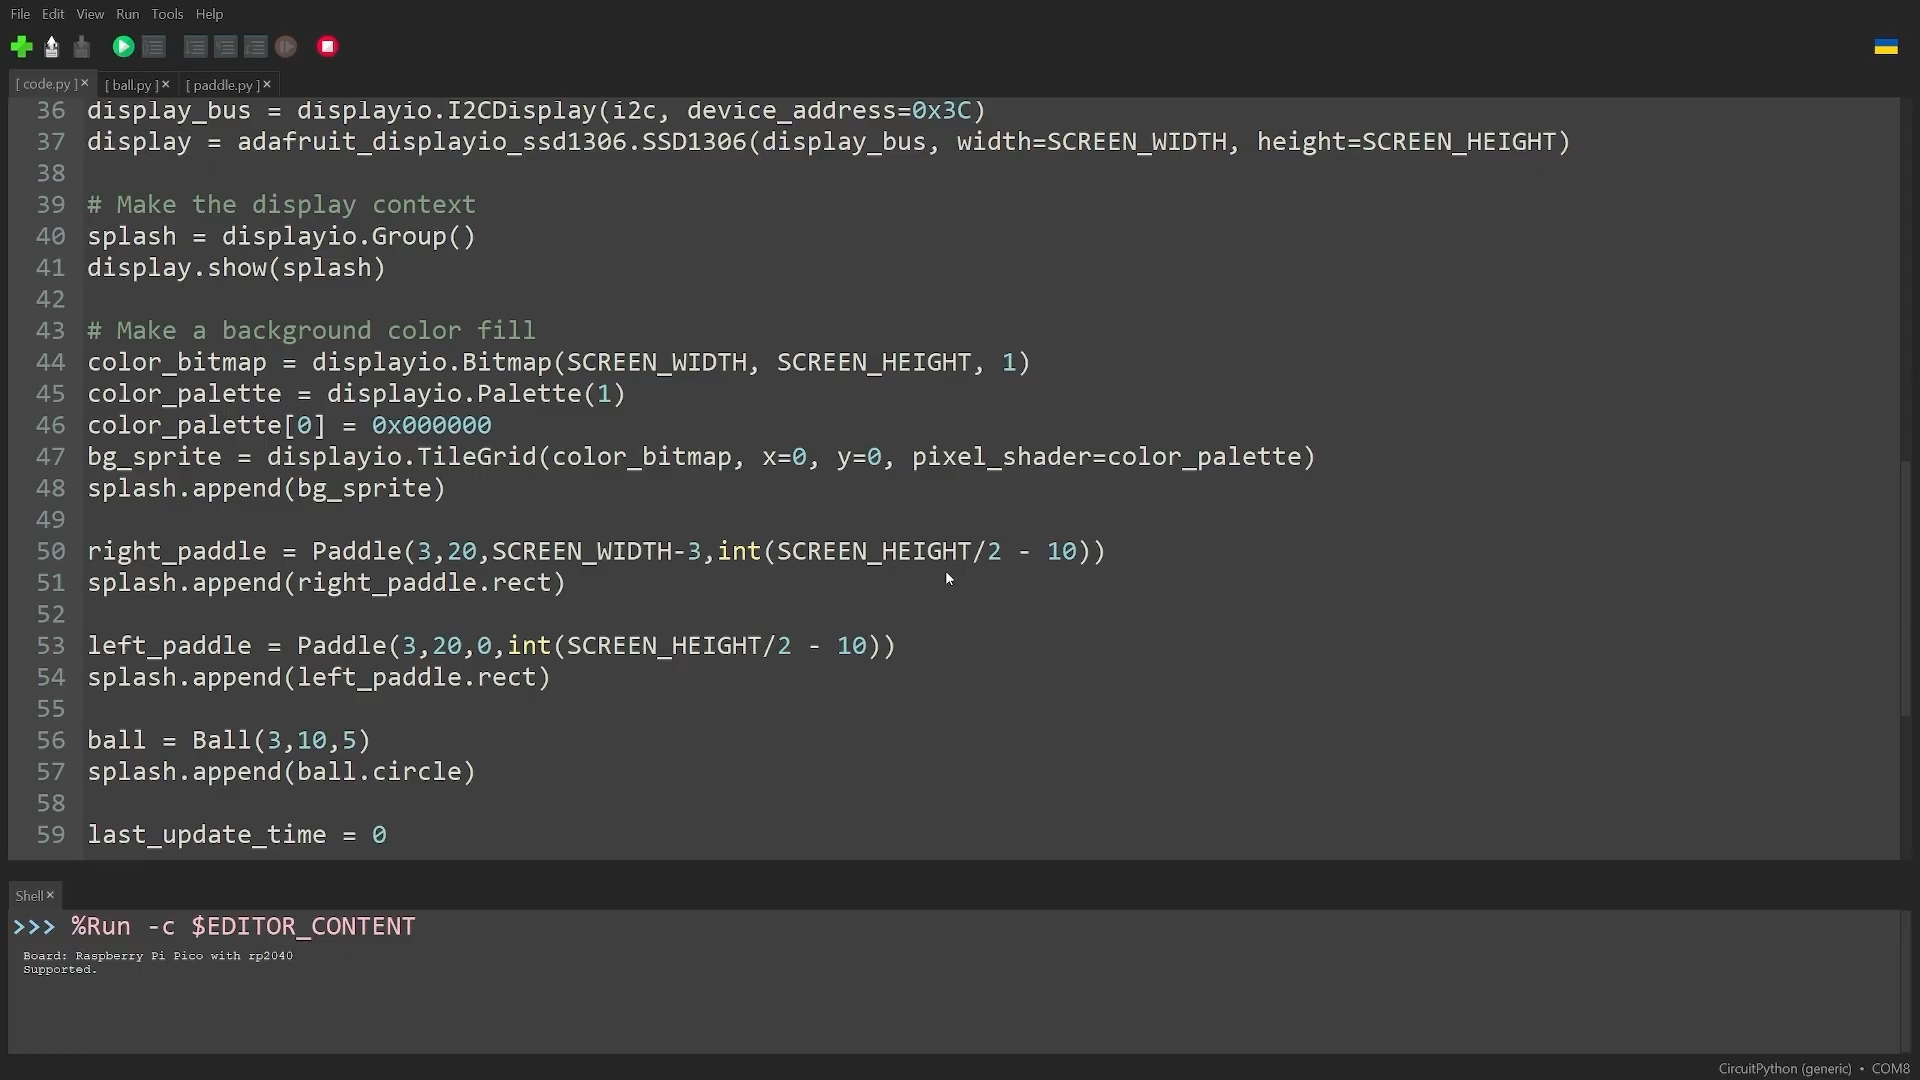 File Edit View Run Tools Help
[ code.py ]× [ ball.py ]× [ paddle.py ]×
36 display_bus = displayio.I2CDisplay(i2c, device_address=0x3C)
37 display = adafruit_displayio_ssd1306.SSD1306(display_bus, width=SCREEN_WIDTH, height=SCREEN_HEIGHT)
38
39 # Make the display context
40 splash = displayio.Group()
41 display.show(splash)
42
43 # Make a background color fill
44 color_bitmap = displayio.Bitmap(SCREEN_WIDTH, SCREEN_HEIGHT, 1)
45 color_palette = displayio.Palette(1)
46 color_palette[0] = 0x000000
47 bg_sprite = displayio.TileGrid(color_bitmap, x=0, y=0, pixel_shader=color_palette)
48 splash.append(bg_sprite)
49
50 right_paddle = Paddle(3,20,SCREEN_WIDTH-3,int(SCREEN_HEIGHT/2 - 10))
51 splash.append(right_paddle.rect)
52
53 left_paddle = Paddle(3,20,0,int(SCREEN_HEIGHT/2 - 10))
54 splash.append(left_paddle.rect)
55
56 ball = Ball(3,10,5)
57 splash.append(ball.circle)
58
59 last_update_time = 0
Shell ×
>>> %Run -c $EDITOR_CONTENT
Board: Raspberry Pi Pico with rp2040
Supported.
CircuitPython (generic) • COM8